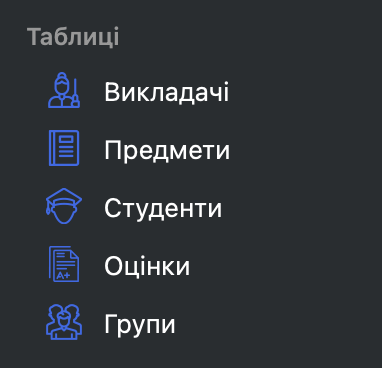 Таблиці
Викладачі
Предмети
Студенти
Оцінки
A+
Групи